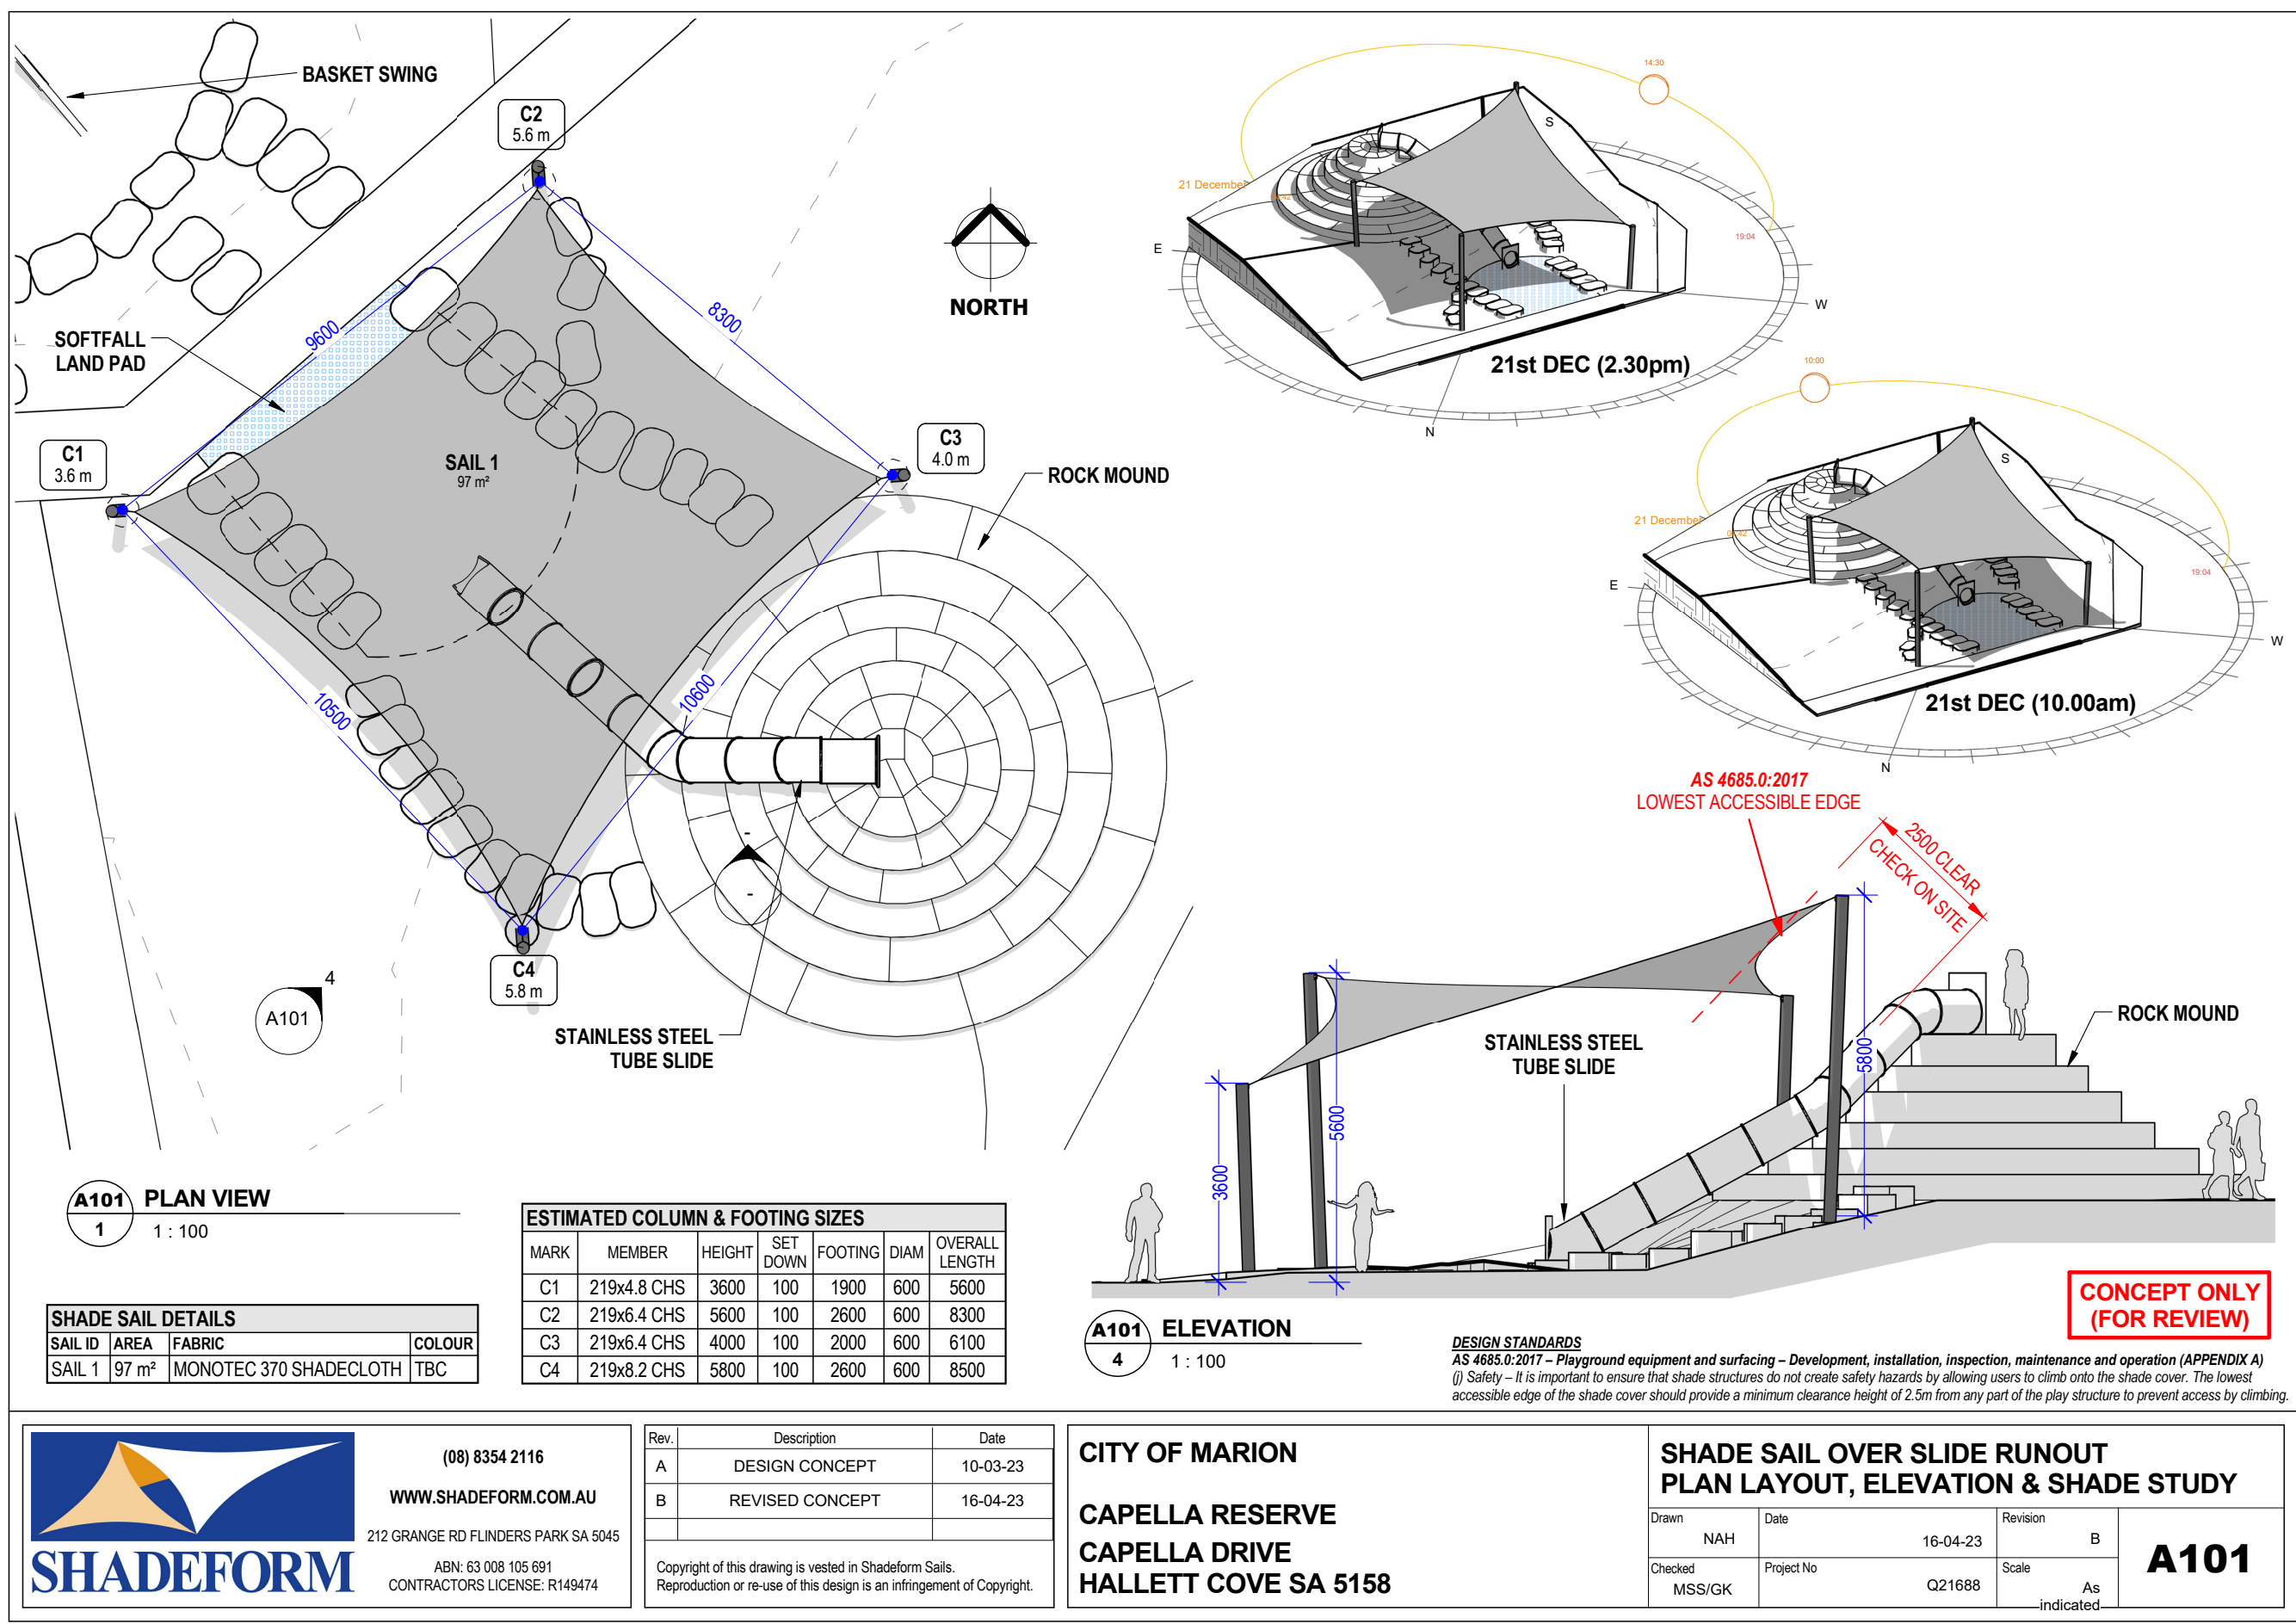 BASKET SWING
C2
5.6 m
NORTH
9600
8300
SOFTFALL
LAND PAD
C1
3.6 m
C3
4.0 m
SAIL 1
97 m²
ROCK MOUND
10500
10600
C4
5.8 m
4
A101
-
-
STAINLESS STEEL
TUBE SLIDE
A101
1
PLAN VIEW
1 : 100
14:30
21 December
19:04
S
E
W
N
21st DEC (2.30pm)
10:00
21 December
19:04
S
E
W
N
21st DEC (10.00am)
AS 4685.0:2017
LOWEST ACCESSIBLE EDGE
2500 CLEAR
CHECK ON SITE
STAINLESS STEEL
TUBE SLIDE
ROCK MOUND
3600
5600
5800
A101
4
ELEVATION
1 : 100
CONCEPT ONLY
(FOR REVIEW)
DESIGN STANDARDS
AS 4685.0:2017 – Playground equipment and surfacing – Development, installation, inspection, maintenance and operation (APPENDIX A)
(j) Safety – It is important to ensure that shade structures do not create safety hazards by allowing users to climb onto the shade cover. The lowest
accessible edge of the shade cover should provide a minimum clearance height of 2.5m from any part of the play structure to prevent access by climbing.
SHADE SAIL DETAILS
SAIL ID AREA FABRIC COLOUR
SAIL 1 97 m² MONOTEC 370 SHADECLOTH TBC
ESTIMATED COLUMN & FOOTING SIZES
MARK MEMBER HEIGHT SET DOWN FOOTING DIAM OVERALL LENGTH
C1 219x4.8 CHS 3600 100 1900 600 5600
C2 219x6.4 CHS 5600 100 2600 600 8300
C3 219x6.4 CHS 4000 100 2000 600 6100
C4 219x8.2 CHS 5800 100 2600 600 8500
SHADEFORM
(08) 8354 2116
WWW.SHADEFORM.COM.AU
212 GRANGE RD FLINDERS PARK SA 5045
ABN: 63 008 105 691
CONTRACTORS LICENSE: R149474
Rev. Description Date
A DESIGN CONCEPT 10-03-23
B REVISED CONCEPT 16-04-23
Copyright of this drawing is vested in Shadeform Sails.
Reproduction or re-use of this design is an infringement of Copyright.
CITY OF MARION
CAPELLA RESERVE
CAPELLA DRIVE
HALLETT COVE SA 5158
SHADE SAIL OVER SLIDE RUNOUT
PLAN LAYOUT, ELEVATION & SHADE STUDY
Drawn NAH
Date 16-04-23
Revision B
Checked MSS/GK
Project No Q21688
Scale As
indicated
A101